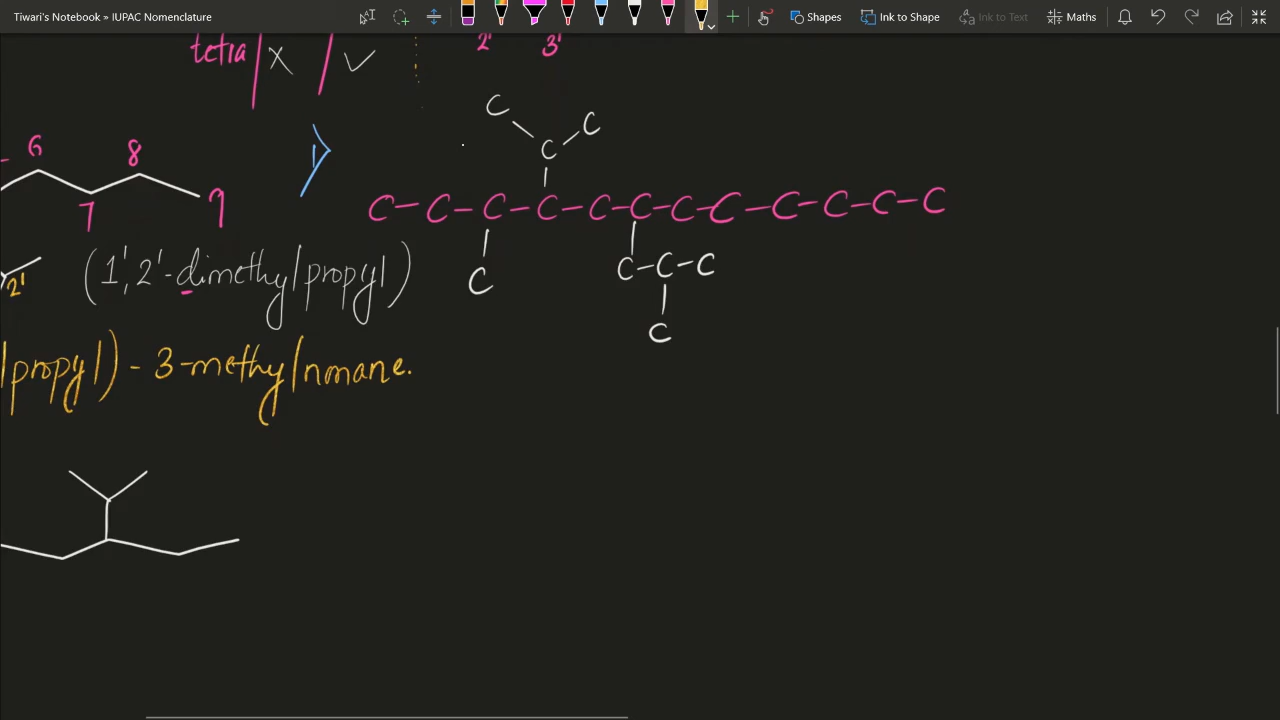 Tiwari's Notebook » IUPAC Nomenclature
Shapes Ink to Shape Ink to Text Maths
tetra
2' 3'
C C
C
6 8
7 9
C-C-C-C-C-C-C-C-C-C-C-C
C C-C-C
C
2' (1',2'-dimethylpropyl)
lpropyl) - 3-methylnonane.